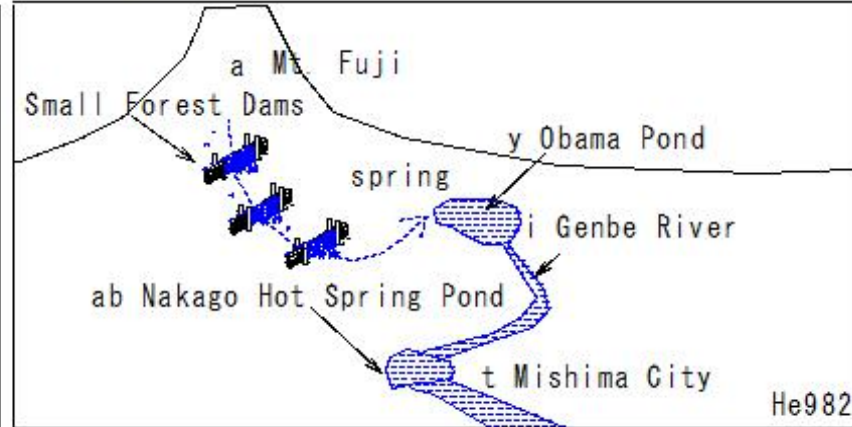 a Mt. Fuji
Small Forest Dams
y Obama Pond
spring
i Genbe River
ab Nakago Hot Spring Pond
t Mishima City
He982